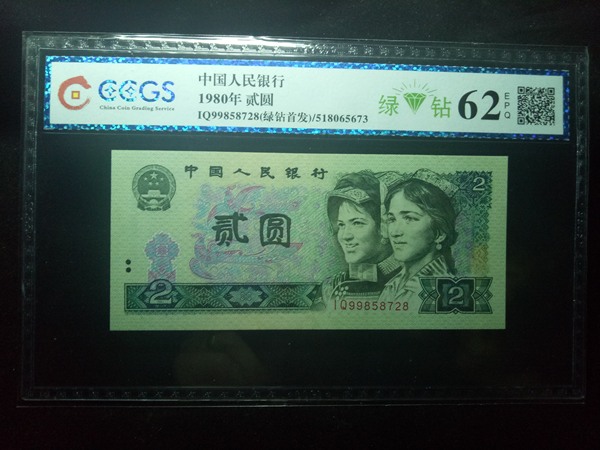 CCGS
China Coin Grading Service
中国人民银行
1980年 贰圆
IQ99858728(绿钻首发)/518065673
绿 钻
62
EPQ
中国人民银行
2
贰圆
2
IQ99858728
2